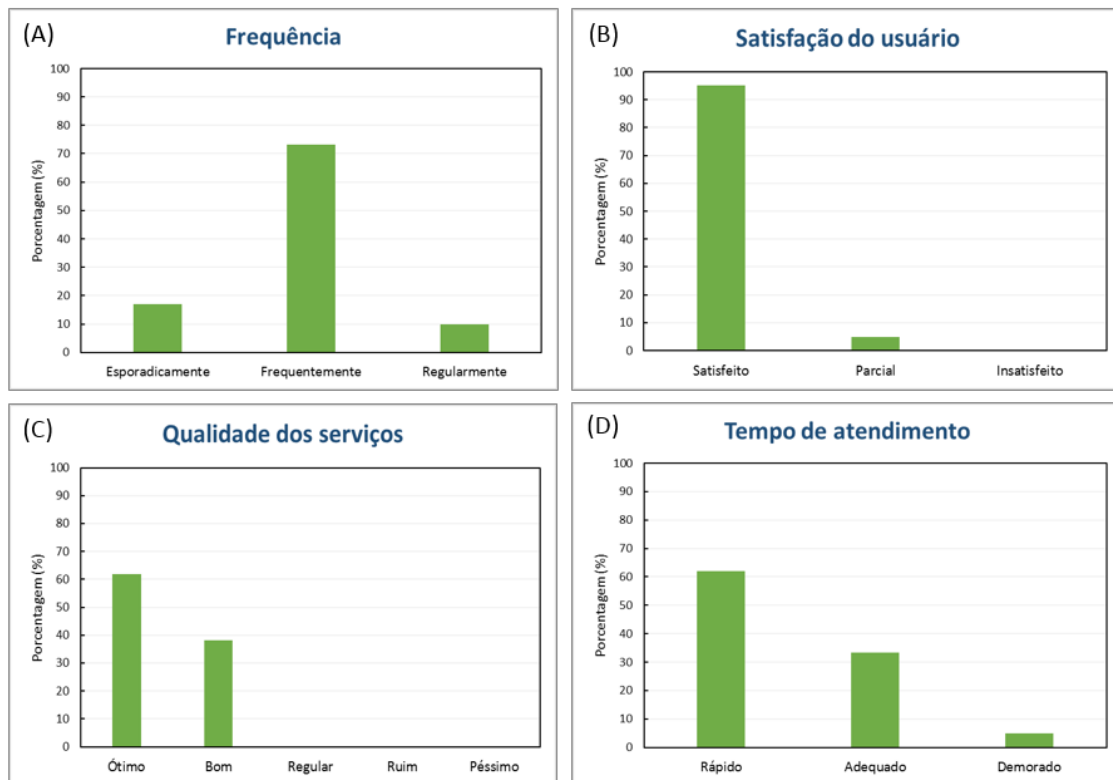 (A)
Frequência
Porcentagem (%)
100
90
80
70
60
50
40
30
20
10
0
Esporadicamente Frequentemente Regularmente
(B)
Satisfação do usuário
Porcentagem (%)
100
90
80
70
60
50
40
30
20
10
0
Satisfeito Parcial Insatisfeito
(C)
Qualidade dos serviços
Porcentagem (%)
100
90
80
70
60
50
40
30
20
10
0
Ótimo Bom Regular Ruim Péssimo
(D)
Tempo de atendimento
Porcentagem (%)
100
90
80
70
60
50
40
30
20
10
0
Rápido Adequado Demorado